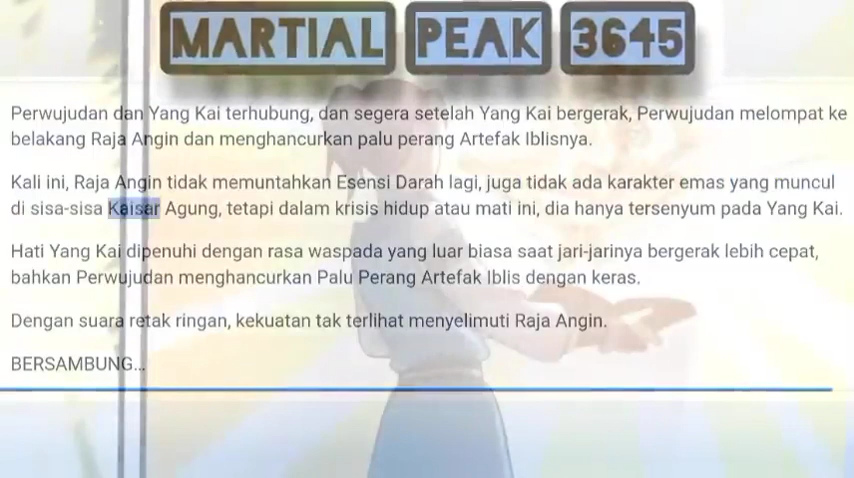 MARTIAL PEAK 3645
Perwujudan dan Yang Kai terhubung, dan segera setelah Yang Kai bergerak, Perwujudan melompat ke
belakang Raja Angin dan menghancurkan palu perang Artefak Iblisnya.
Kali ini, Raja Angin tidak memuntahkan Esensi Darah lagi, juga tidak ada karakter emas yang muncul
di sisa-sisa Kaisar Agung, tetapi dalam krisis hidup atau mati ini, dia hanya tersenyum pada Yang Kai.
Hati Yang Kai dipenuhi dengan rasa waspada yang luar biasa saat jari-jarinya bergerak lebih cepat,
bahkan Perwujudan menghancurkan Palu Perang Artefak Iblis dengan keras.
Dengan suara retak ringan, kekuatan tak terlihat menyelimuti Raja Angin.
BERSAMBUNG...